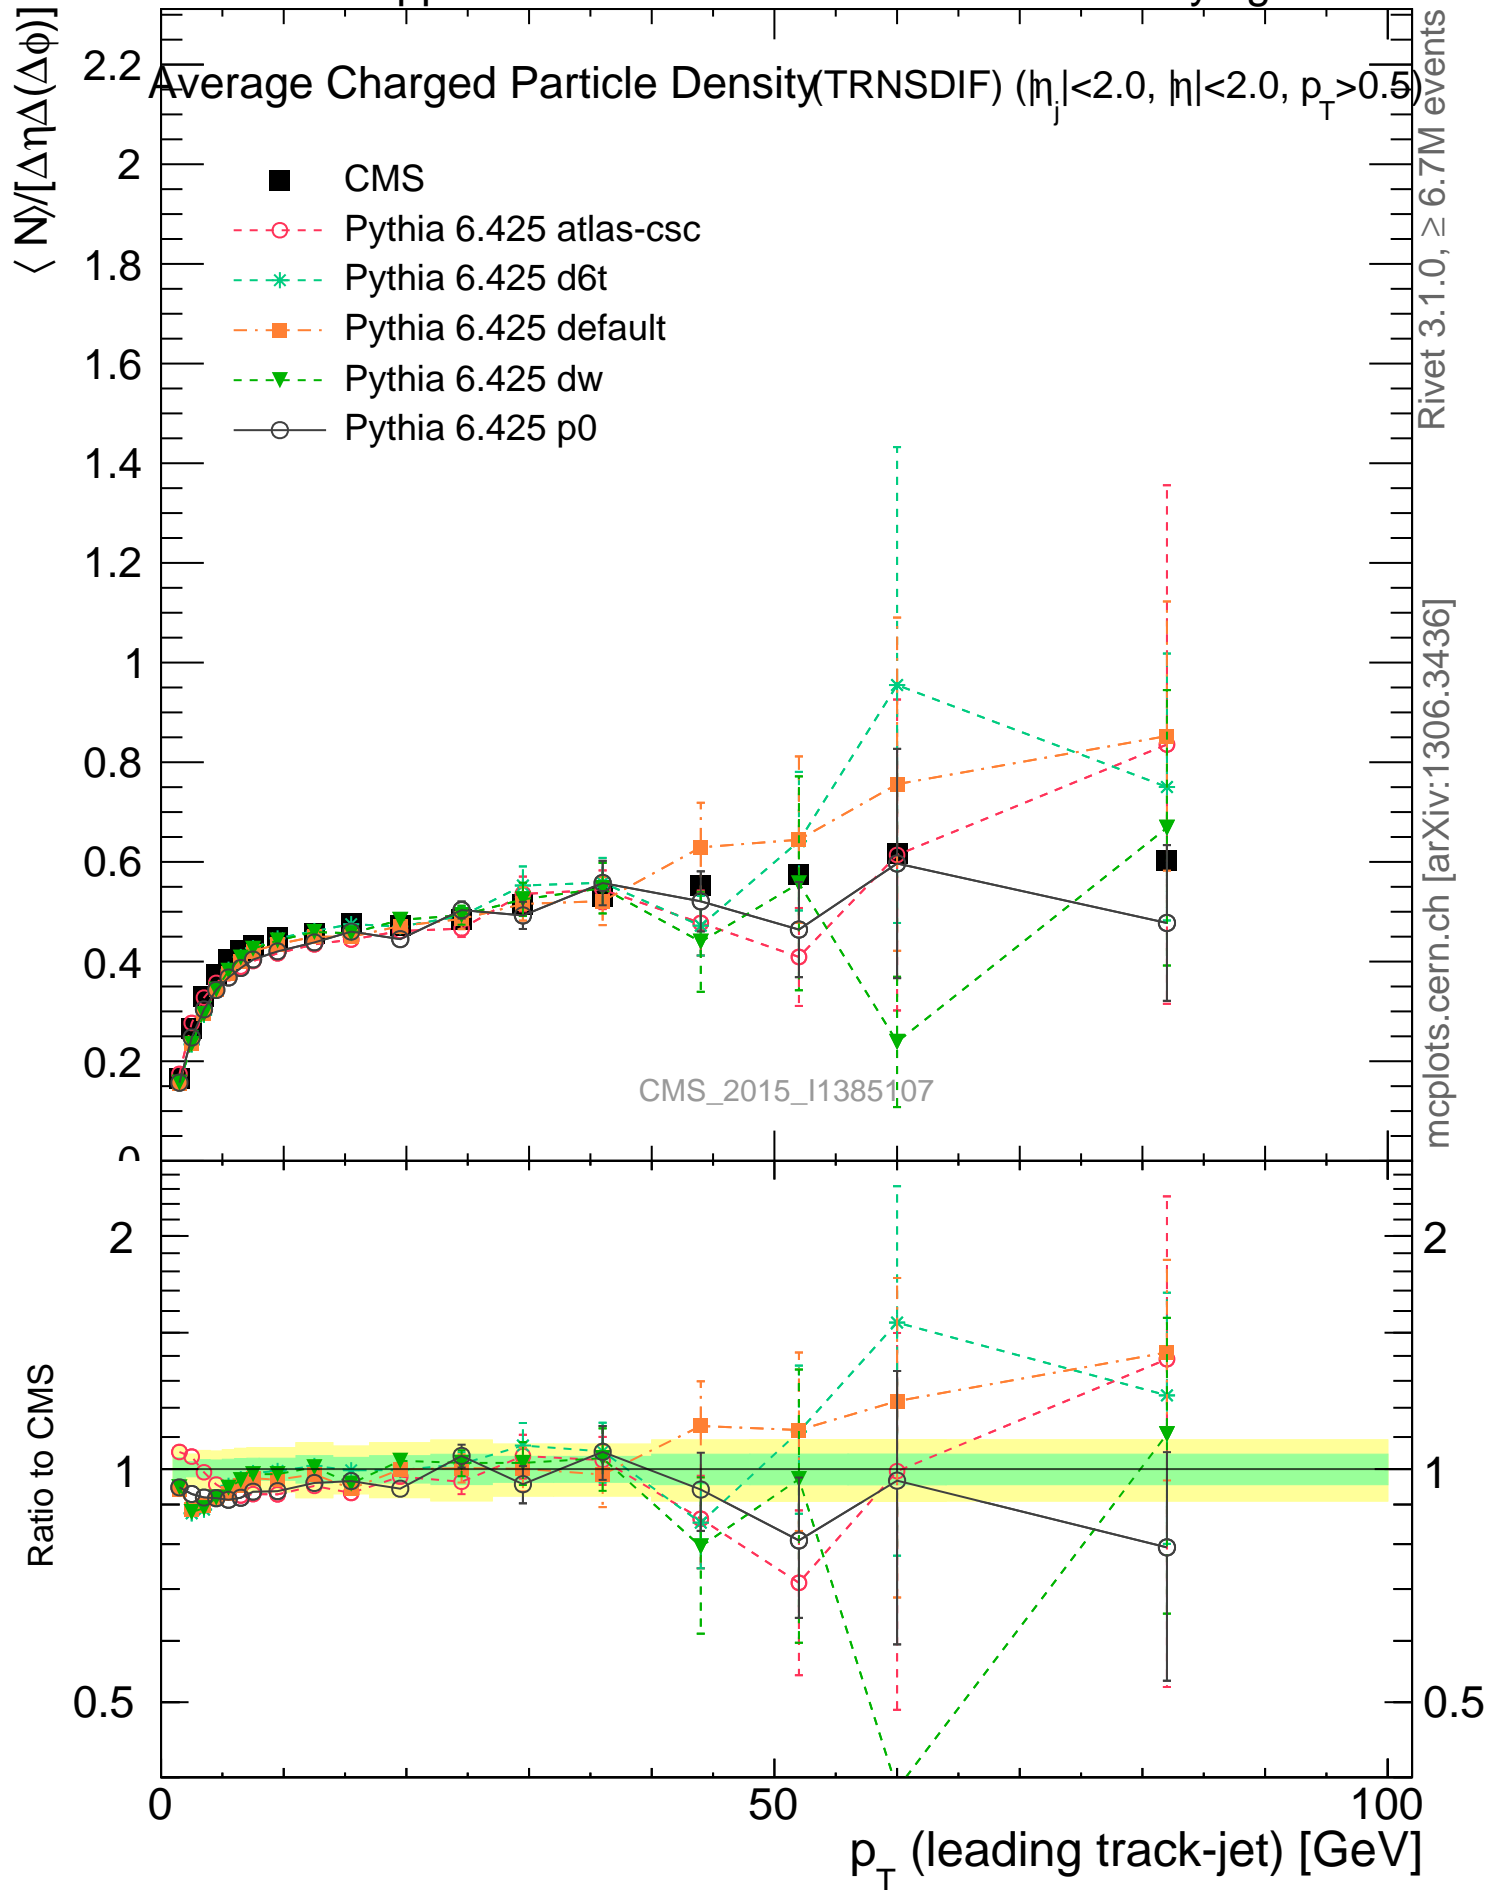 ⟨ N⟩/[ΔηΔ(Δϕ)]
Average Charged Particle Density(TRNSDIF) (|η_j|<2.0, |η|<2.0, p_T>0.5)
CMS
Pythia 6.425 atlas-csc
Pythia 6.425 d6t
Pythia 6.425 default
Pythia 6.425 dw
Pythia 6.425 p0
2.2
2
1.8
1.6
1.4
1.2
1
0.8
0.6
0.4
0.2
0
CMS_2015_I1385107
Rivet 3.1.0, ≥ 6.7M events
mcplots.cern.ch [arXiv:1306.3436]
Ratio to CMS
2
1
0.5
2
1
0.5
0
50
100
p_T (leading track-jet) [GeV]